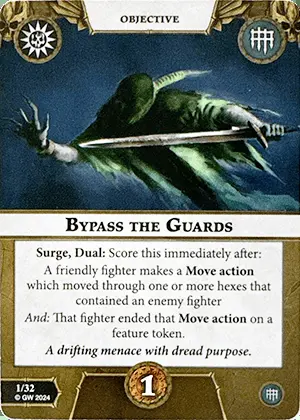 OBJECTIVE
BYPASS THE GUARDS
Surge, Dual: Score this immediately after:
A friendly fighter makes a Move action
which moved through one or more hexes that
contained an enemy fighter
And: That fighter ended that Move action on a
feature token.
A drifting menace with dread purpose.
1/32
© GW 2024
1